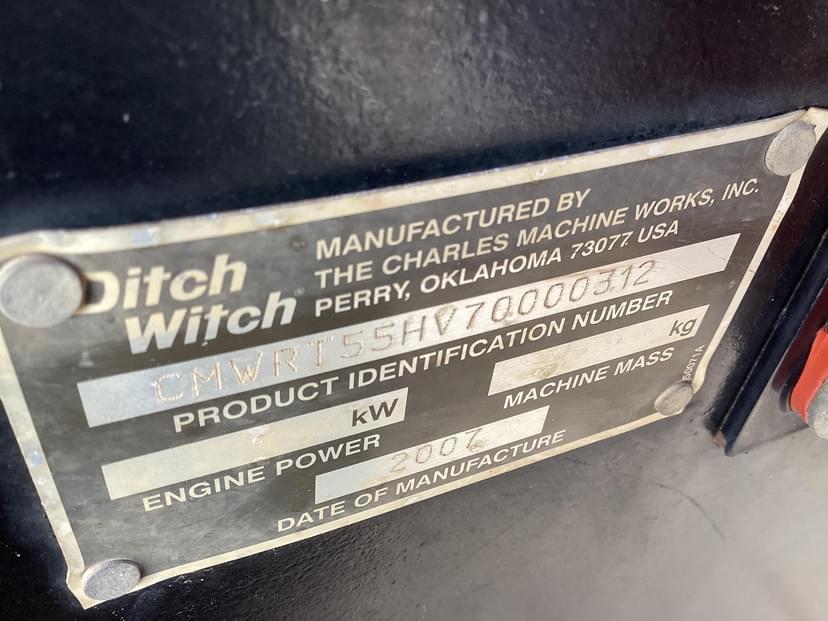 Ditch
Witch®
MANUFACTURED BY
THE CHARLES MACHINE WORKS, INC.
PERRY, OKLAHOMA 73077 USA
CMWRT55HV70000312
PRODUCT IDENTIFICATION NUMBER
kW
ENGINE POWER
kg
MACHINE MASS
2007
DATE OF MANUFACTURE